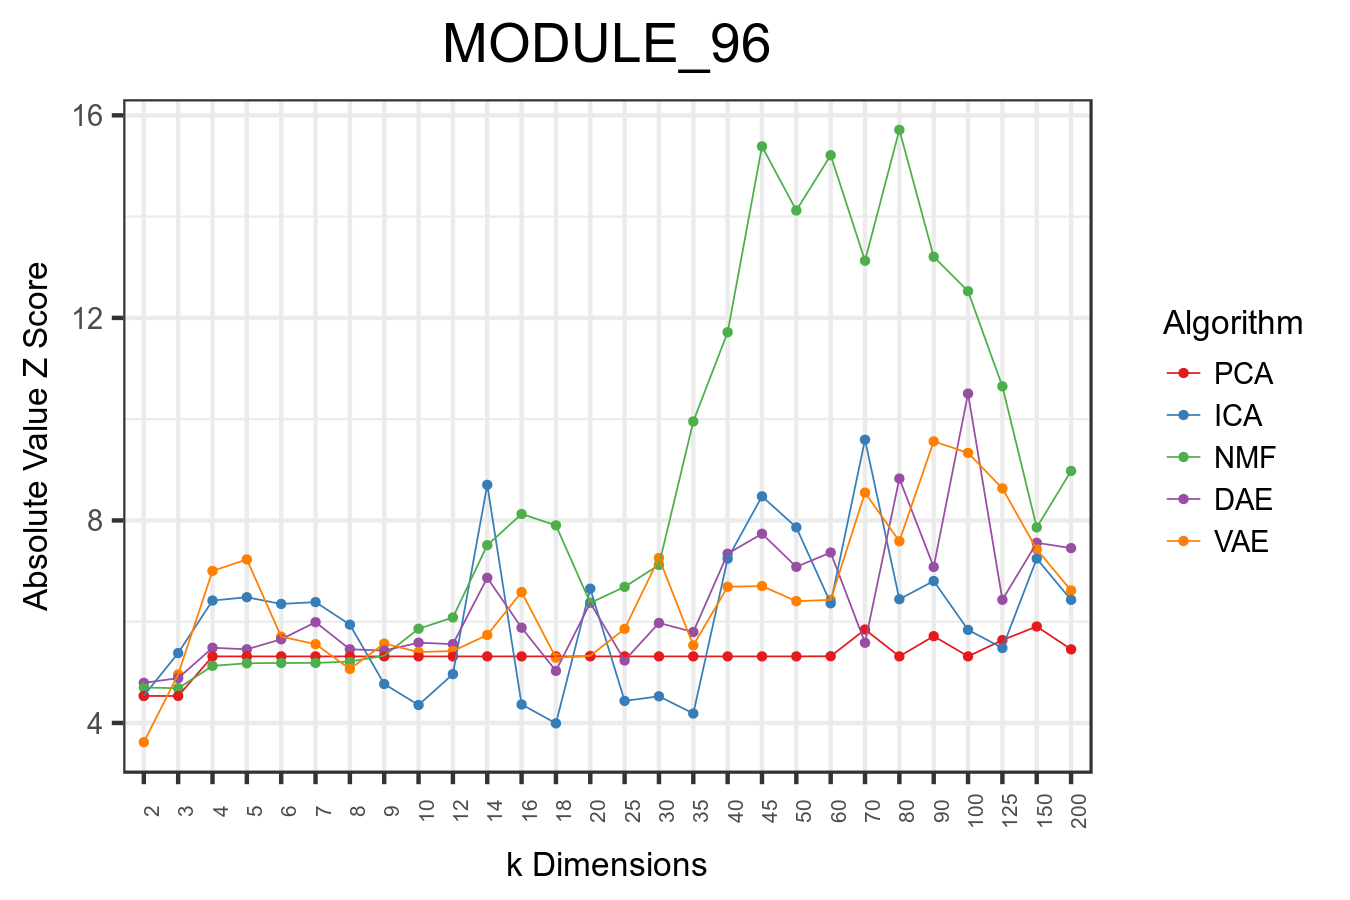 MODULE_96
Absolute Value Z Score
16
12
8
4
2 3 4 5 6 7 8 9 10 12 14 16 18 20 25 30 35 40 45 50 60 70 80 90 100 125 150 200
k Dimensions
Algorithm
PCA
ICA
NMF
DAE
VAE